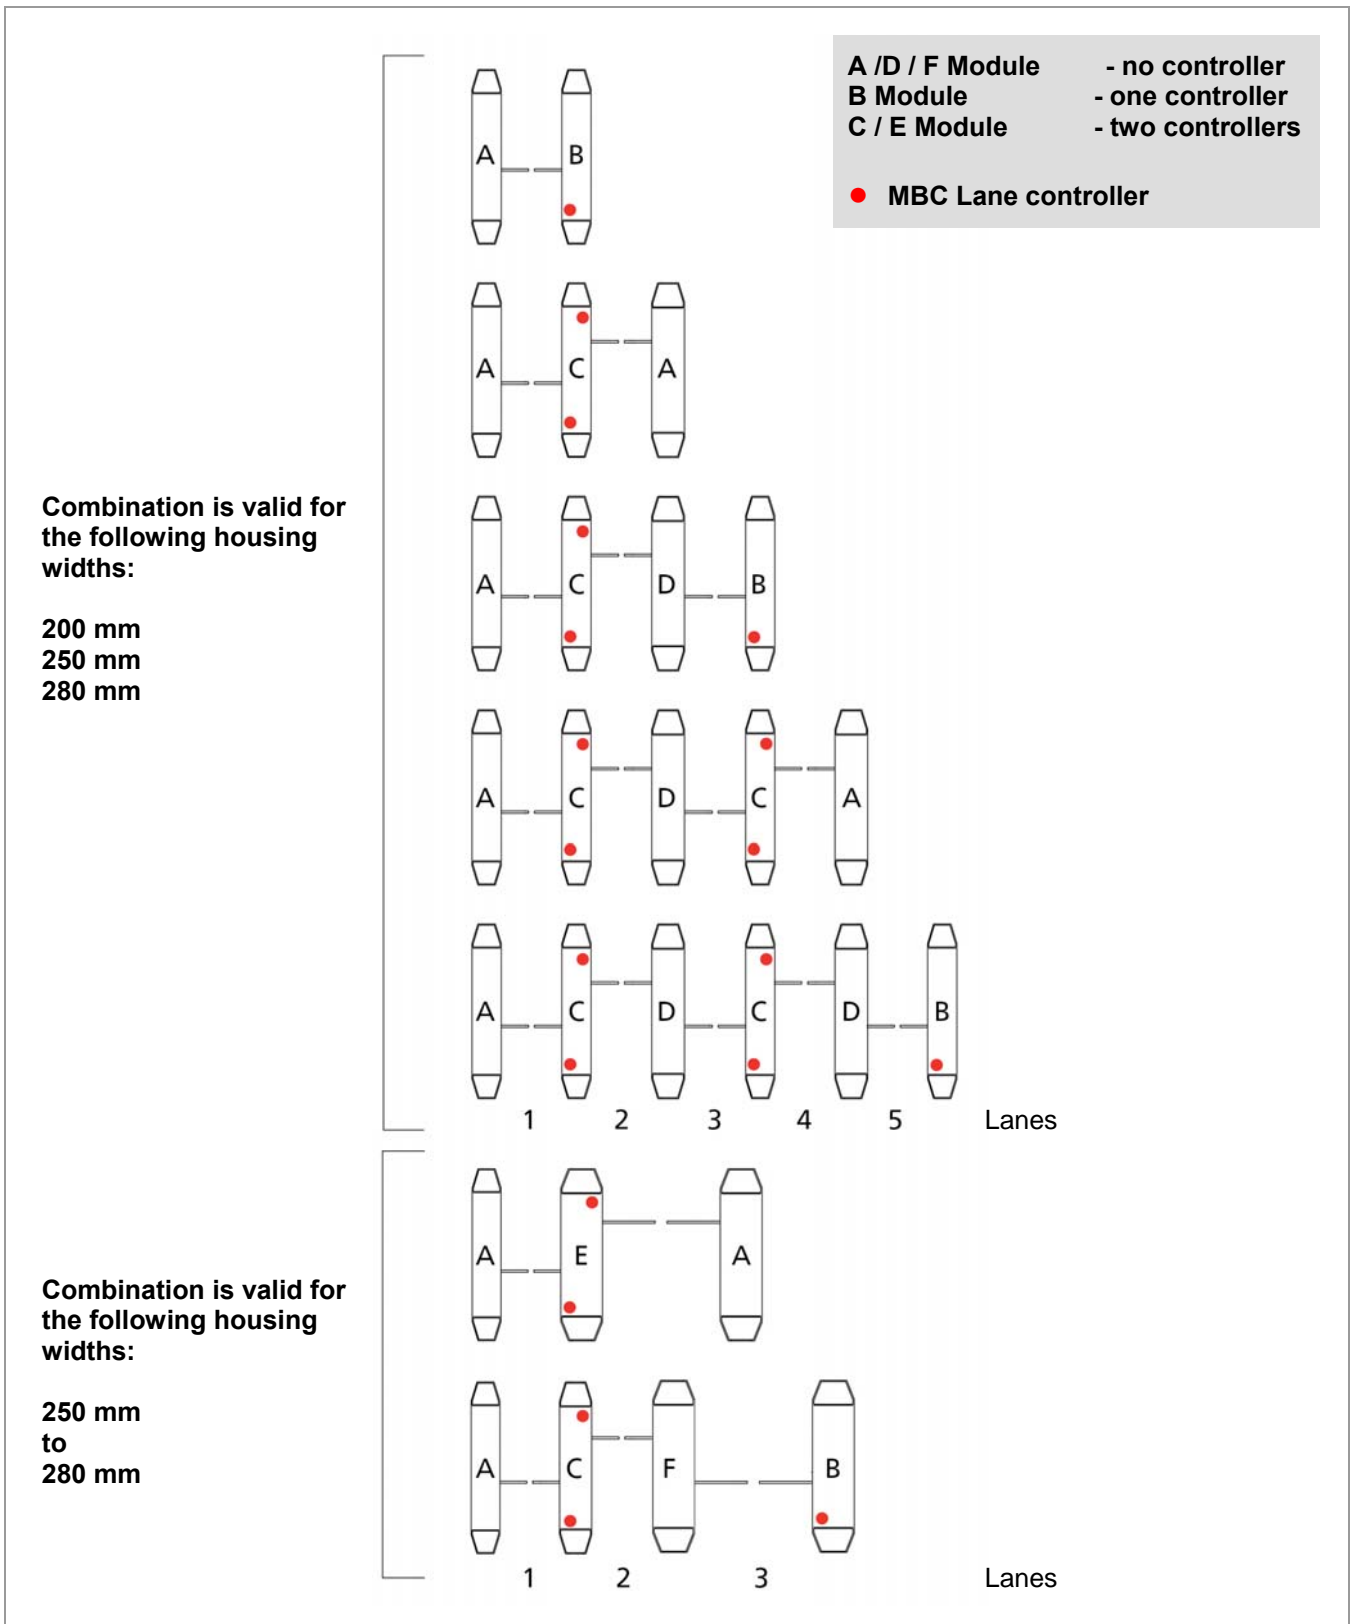 A /D / F Module - no controller
B Module - one controller
C / E Module - two controllers
MBC Lane controller
A B
A C A
Combination is valid for
the following housing
widths:
200 mm
250 mm
280 mm
A C D B
A C D C A
A C D C D B
1 2 3 4 5 Lanes
A E A
Combination is valid for
the following housing
widths:
250 mm
to
280 mm
A C F B
1 2 3 Lanes